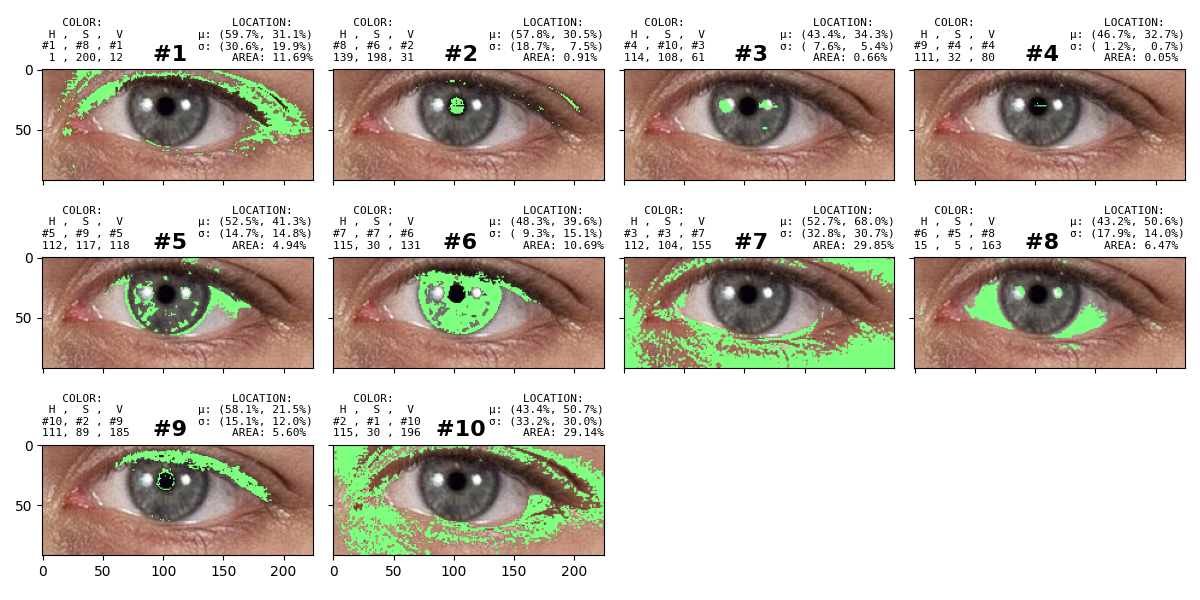 COLOR: LOCATION:
H , S , V μ: (59.7%, 31.1%)
#1 , #8 , #1 #1 σ: (30.6%, 19.9%)
1 , 200, 12 AREA: 11.69%
COLOR: LOCATION:
H , S , V μ: (57.8%, 30.5%)
#8 , #6 , #2 #2 σ: (18.7%, 7.5%)
139, 198, 31 AREA: 0.91%
COLOR: LOCATION:
H , S , V μ: (43.4%, 34.3%)
#4 , #10, #3 #3 σ: ( 7.6%, 5.4%)
114, 108, 61 AREA: 0.66%
COLOR: LOCATION:
H , S , V μ: (46.7%, 32.7%)
#9 , #4 , #4 #4 σ: ( 1.2%, 0.7%)
111, 32 , 80 AREA: 0.05%
0
50
COLOR: LOCATION:
H , S , V μ: (52.5%, 41.3%)
#5 , #9 , #5 #5 σ: (14.7%, 14.8%)
112, 117, 118 AREA: 4.94%
COLOR: LOCATION:
H , S , V μ: (48.3%, 39.6%)
#7 , #7 , #6 #6 σ: ( 9.3%, 15.1%)
115, 30 , 131 AREA: 10.69%
COLOR: LOCATION:
H , S , V μ: (52.7%, 68.0%)
#3 , #3 , #7 #7 σ: (32.8%, 30.7%)
112, 104, 155 AREA: 29.85%
COLOR: LOCATION:
H , S , V μ: (43.2%, 50.6%)
#6 , #5 , #8 #8 σ: (17.9%, 14.0%)
15 , 5 , 163 AREA: 6.47%
0
50
COLOR: LOCATION:
H , S , V μ: (58.1%, 21.5%)
#10, #2 , #9 #9 σ: (15.1%, 12.0%)
111, 89 , 185 AREA: 5.60%
COLOR: LOCATION:
H , S , V μ: (43.4%, 50.7%)
#2 , #1 , #10 #10 σ: (33.2%, 30.0%)
115, 30 , 196 AREA: 29.14%
0
50
0 50 100 150 200
0 50 100 150 200